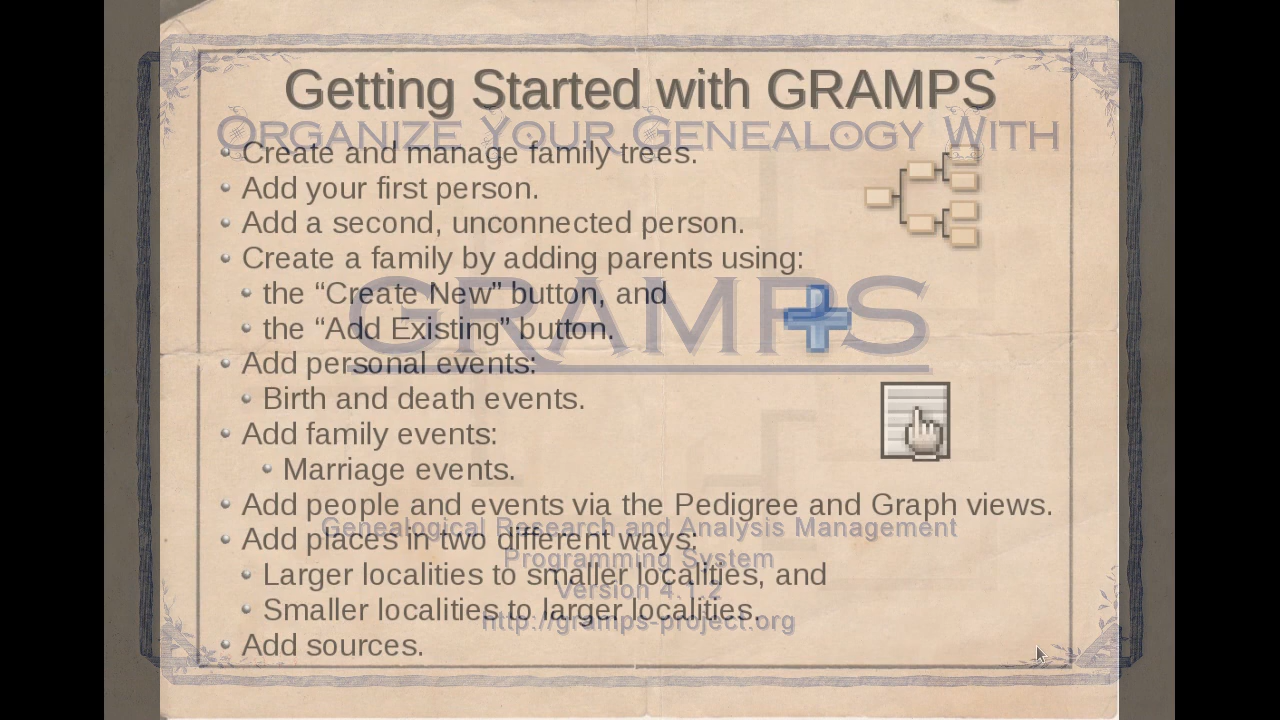 Getting Started with GRAMPS
ORGANIZE YOUR GENEALOGY WITH
• Create and manage family trees.
• Add your first person.
• Add a second, unconnected person.
• Create a family by adding parents using:
• the “Create New” button, and
GRAMPS
• the “Add Existing” button.
• Add personal events:
• Birth and death events.
• Add family events:
• Marriage events.
• Add people and events via the Pedigree and Graph views.
Genealogical Research and Analysis Management
• Add places in two different ways:
Programming System
• Larger localities to smaller localities, and
Version 4.1.2
• Smaller localities to larger localities.
http://gramps-project.org
• Add sources.